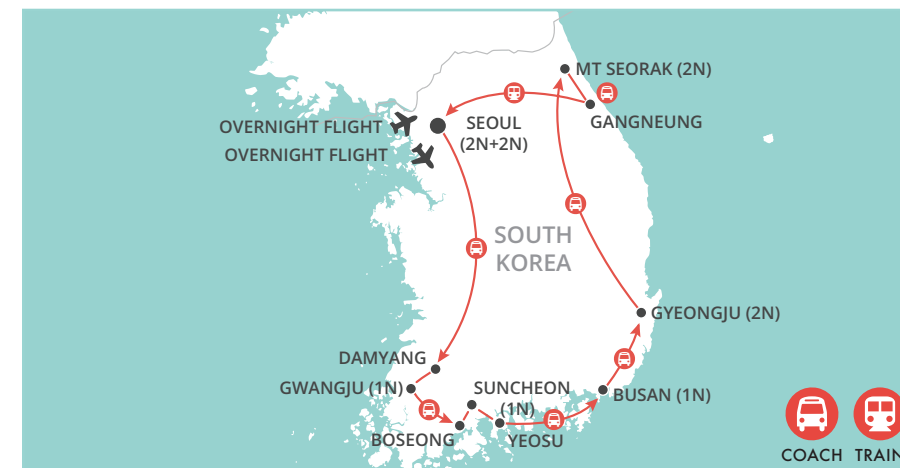 MT SEORAK (2N)
GANGNEUNG
OVERNIGHT FLIGHT
SEOUL
(2N+2N)
OVERNIGHT FLIGHT
SOUTH
KOREA
GYEONGJU (2N)
DAMYANG
GWANGJU (1N)
SUNCHEON
(1N)
BUSAN (1N)
BOSEONG
YEOSU
COACH
TRAIN